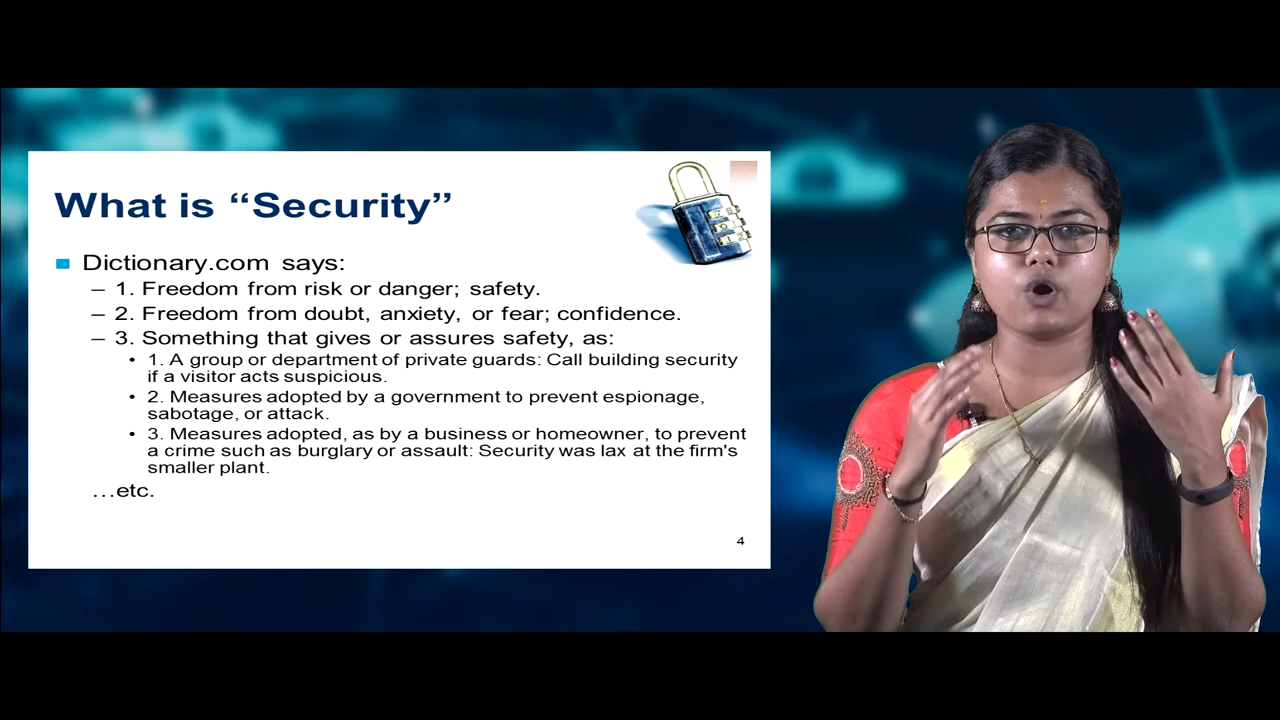 What is “Security”
Dictionary.com says:
– 1. Freedom from risk or danger; safety.
– 2. Freedom from doubt, anxiety, or fear; confidence.
– 3. Something that gives or assures safety, as:
• 1. A group or department of private guards: Call building security
if a visitor acts suspicious.
• 2. Measures adopted by a government to prevent espionage,
sabotage, or attack.
• 3. Measures adopted, as by a business or homeowner, to prevent
a crime such as burglary or assault: Security was lax at the firm's
smaller plant.
…etc.
4